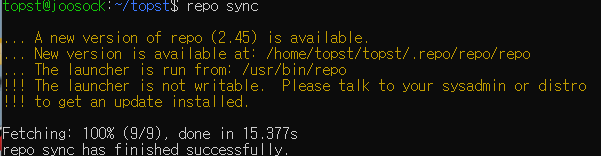 topst@joosock:~/topst$ repo sync
... A new version of repo (2.45) is available.
... New version is available at: /home/topst/topst/.repo/repo/repo
... The launcher is run from: /usr/bin/repo
!!! The launcher is not writable.  Please talk to your sysadmin or distro
!!! to get an update installed.
Fetching: 100% (9/9), done in 15.377s
repo sync has finished successfully.